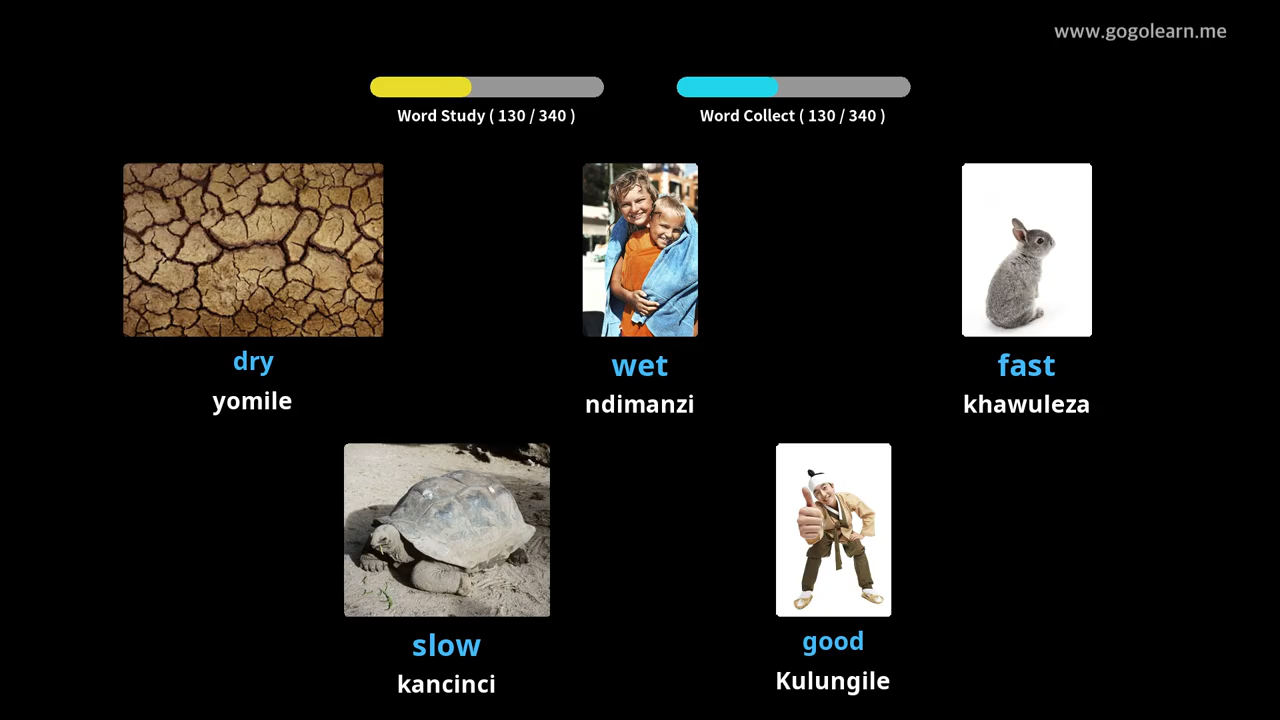 www.gogolearn.me
Word Study ( 130 / 340 )
Word Collect ( 130 / 340 )
dry
yomile
wet
ndimanzi
fast
khawuleza
slow
kancinci
good
Kulungile